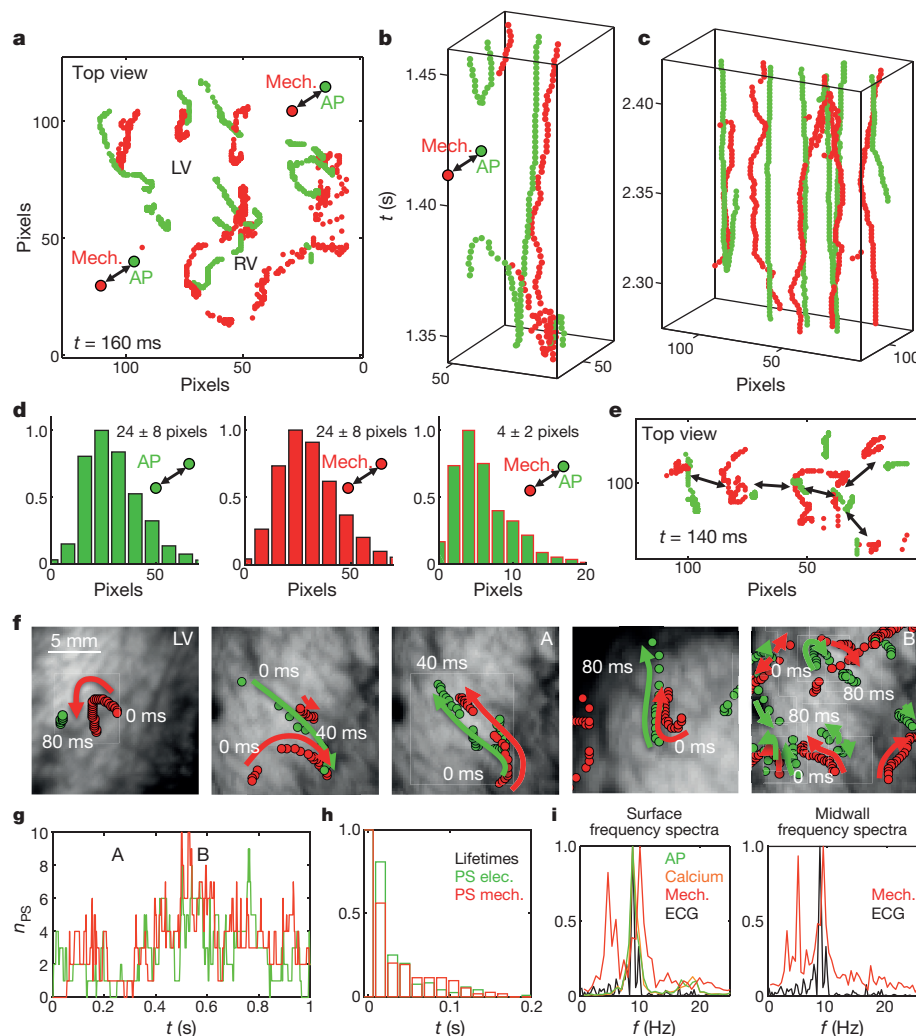 a
Top view
Mech.
AP
100
LV
Pixels
50
Mech.
AP
RV
t = 160 ms
0
100
50
0
Pixels
b
1.45
Mech.
AP
t (s)
1.40
1.35
50
50
c
2.40
2.35
2.30
100
50
100
Pixels
d
1.0
24 ± 8 pixels
AP
0.5
0
0
50
Pixels
1.0
24 ± 8 pixels
Mech.
0.5
0
0
50
Pixels
1.0
4 ± 2 pixels
Mech.
AP
0.5
0
0
10
20
Pixels
e
Top view
100
t = 140 ms
100
50
0
Pixels
f
LV
5 mm
0 ms
80 ms
0 ms
40 ms
0 ms
A
40 ms
0 ms
80 ms
0 ms
B
0 ms
80 ms
80 ms
0 ms
g
10
8
6
4
2
0
nPS
A
B
0
0.2
0.4
0.6
0.8
1
t (s)
h
1.0
0.5
0
Lifetimes
PS elec.
PS mech.
0
0.1
0.2
t (s)
i
Surface
frequency spectra
1.0
AP
Calcium
Mech.
ECG
0.5
0
0
10
20
f (Hz)
Midwall
frequency spectra
1.0
Mech.
ECG
0.5
0
0
10
20
f (Hz)